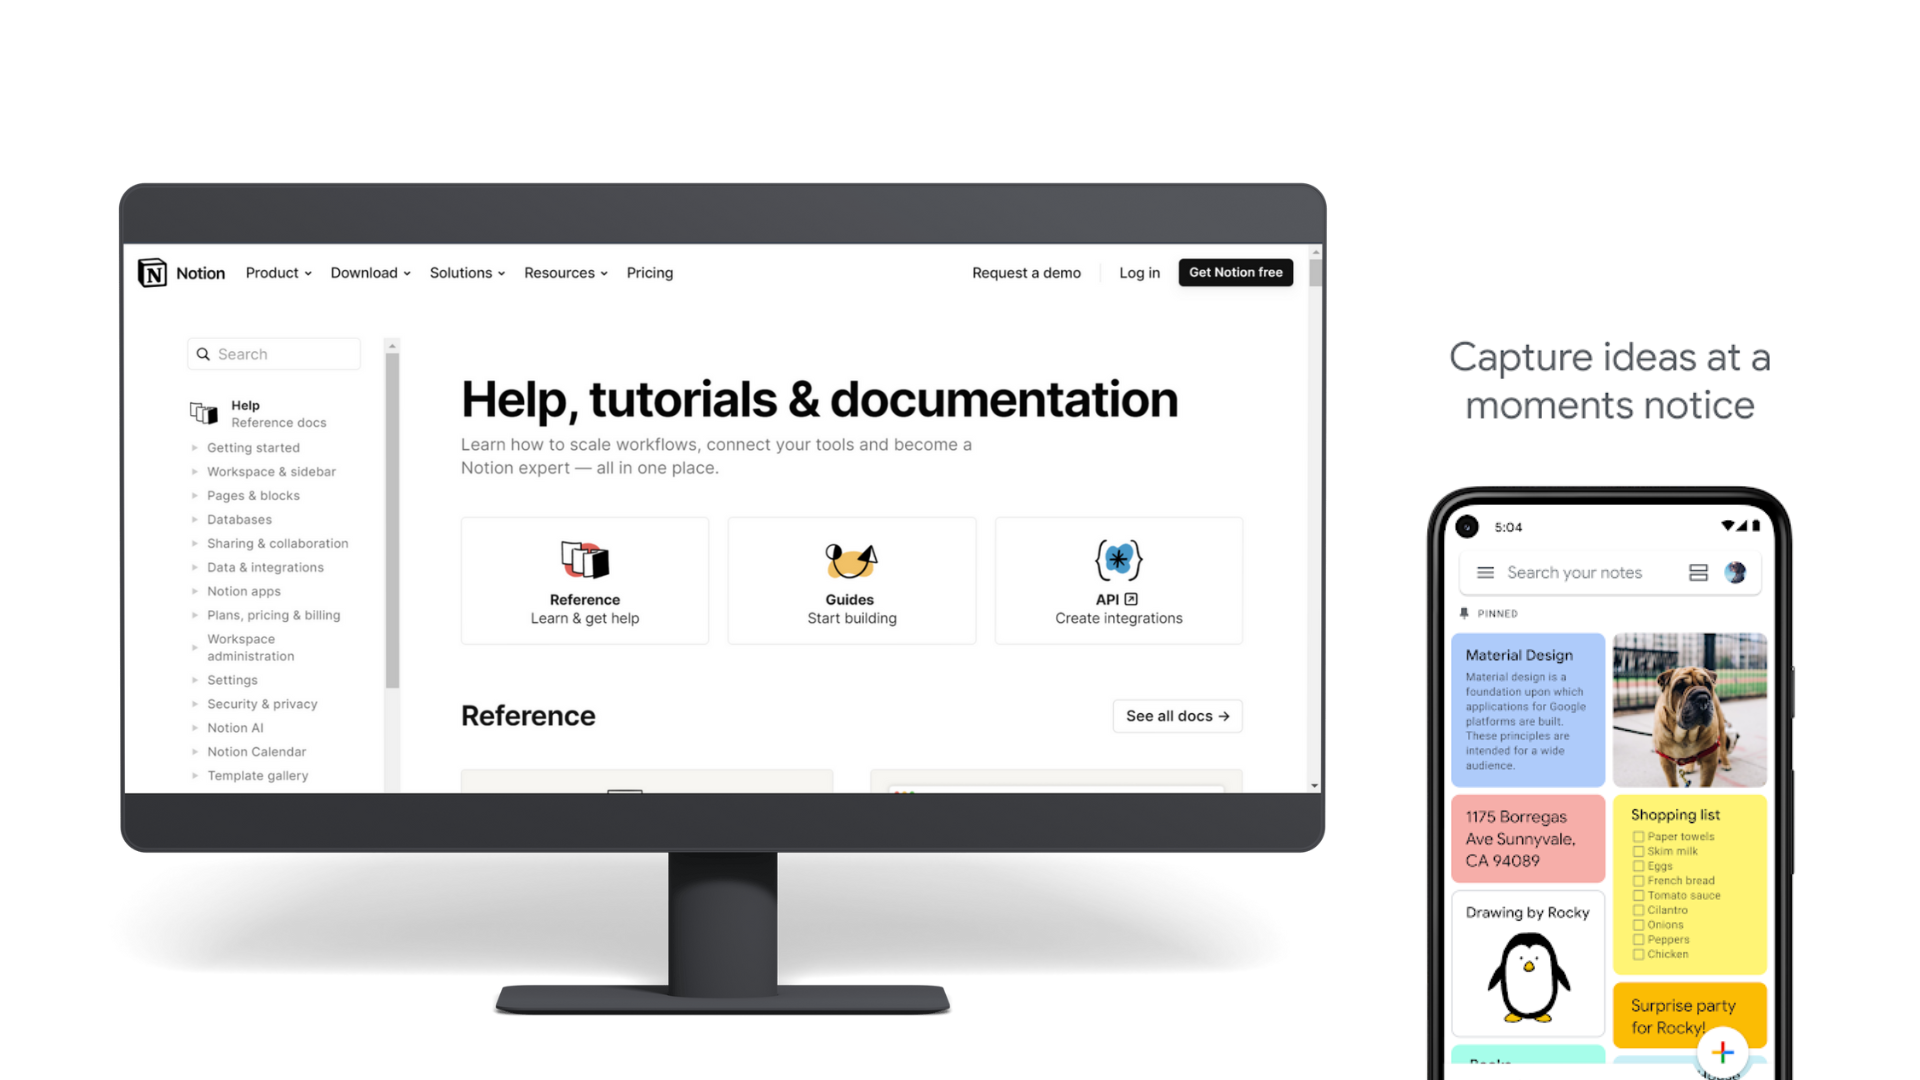 Notion Product Download Solutions Resources Pricing Request a demo Log in Get Notion free
Search
Help
Reference docs
Getting started
Workspace & sidebar
Pages & blocks
Databases
Sharing & collaboration
Data & integrations
Notion apps
Plans, pricing & billing
Workspace
administration
Settings
Security & privacy
Notion AI
Notion Calendar
Template gallery
Help, tutorials & documentation
Learn how to scale workflows, connect your tools and become a
Notion expert — all in one place.
Reference
Learn & get help
Guides
Start building
API
Create integrations
Reference
See all docs →
Capture ideas at a
moments notice
5:04
Search your notes
PINNED
Material Design
Material design is a
foundation upon which
applications for Google
platforms are built.
These principles are
intended for a wide
audience.
1175 Borregas
Ave Sunnyvale,
CA 94089
Drawing by Rocky
Shopping list
Paper towels
Skim milk
Eggs
French bread
Tomato sauce
Cilantro
Onions
Peppers
Chicken
Surprise party
for Rocky!